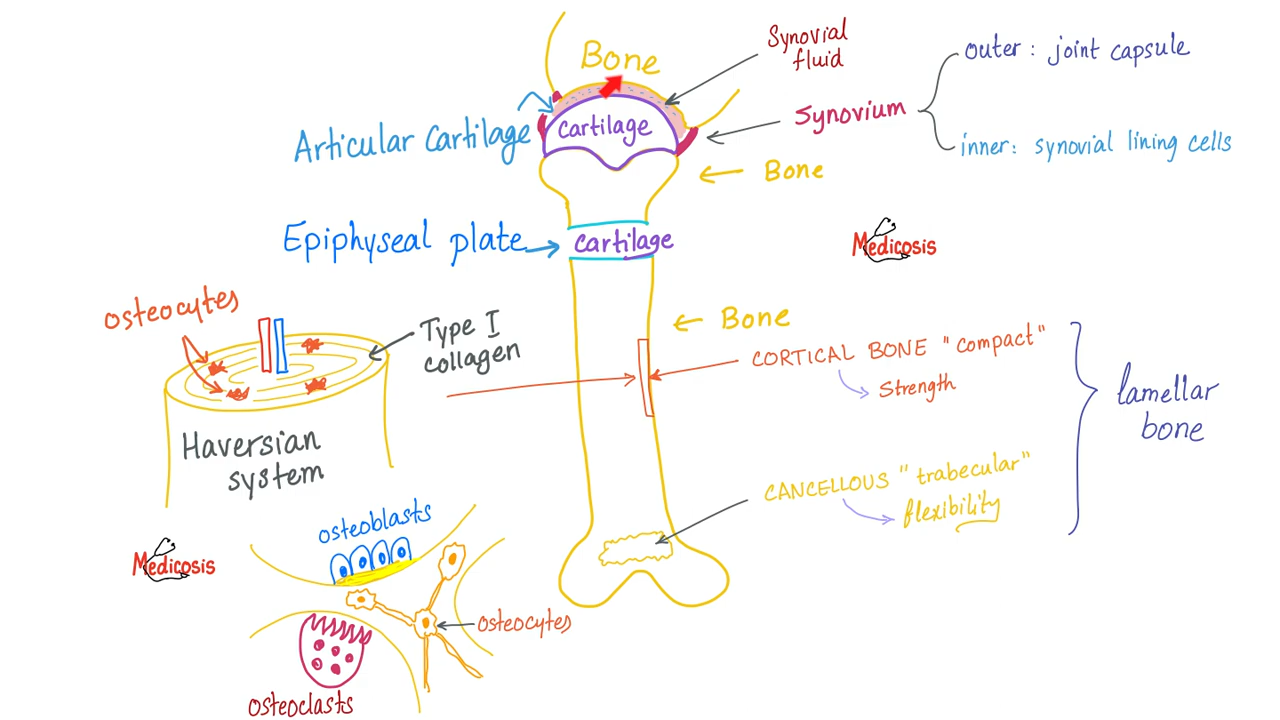 Bone
Synovial
fluid
outer: joint capsule
Synovium
inner: synovial lining cells
Articular Cartilage
Cartilage
Bone
Epiphyseal plate
Cartilage
Medicosis
osteocytes
Type I
collagen
Bone
CORTICAL BONE "compact"
Strength
lamellar
bone
Haversian
system
CANCELLOUS "trabecular"
flexibility
osteoblasts
Medicosis
osteocytes
osteoclasts